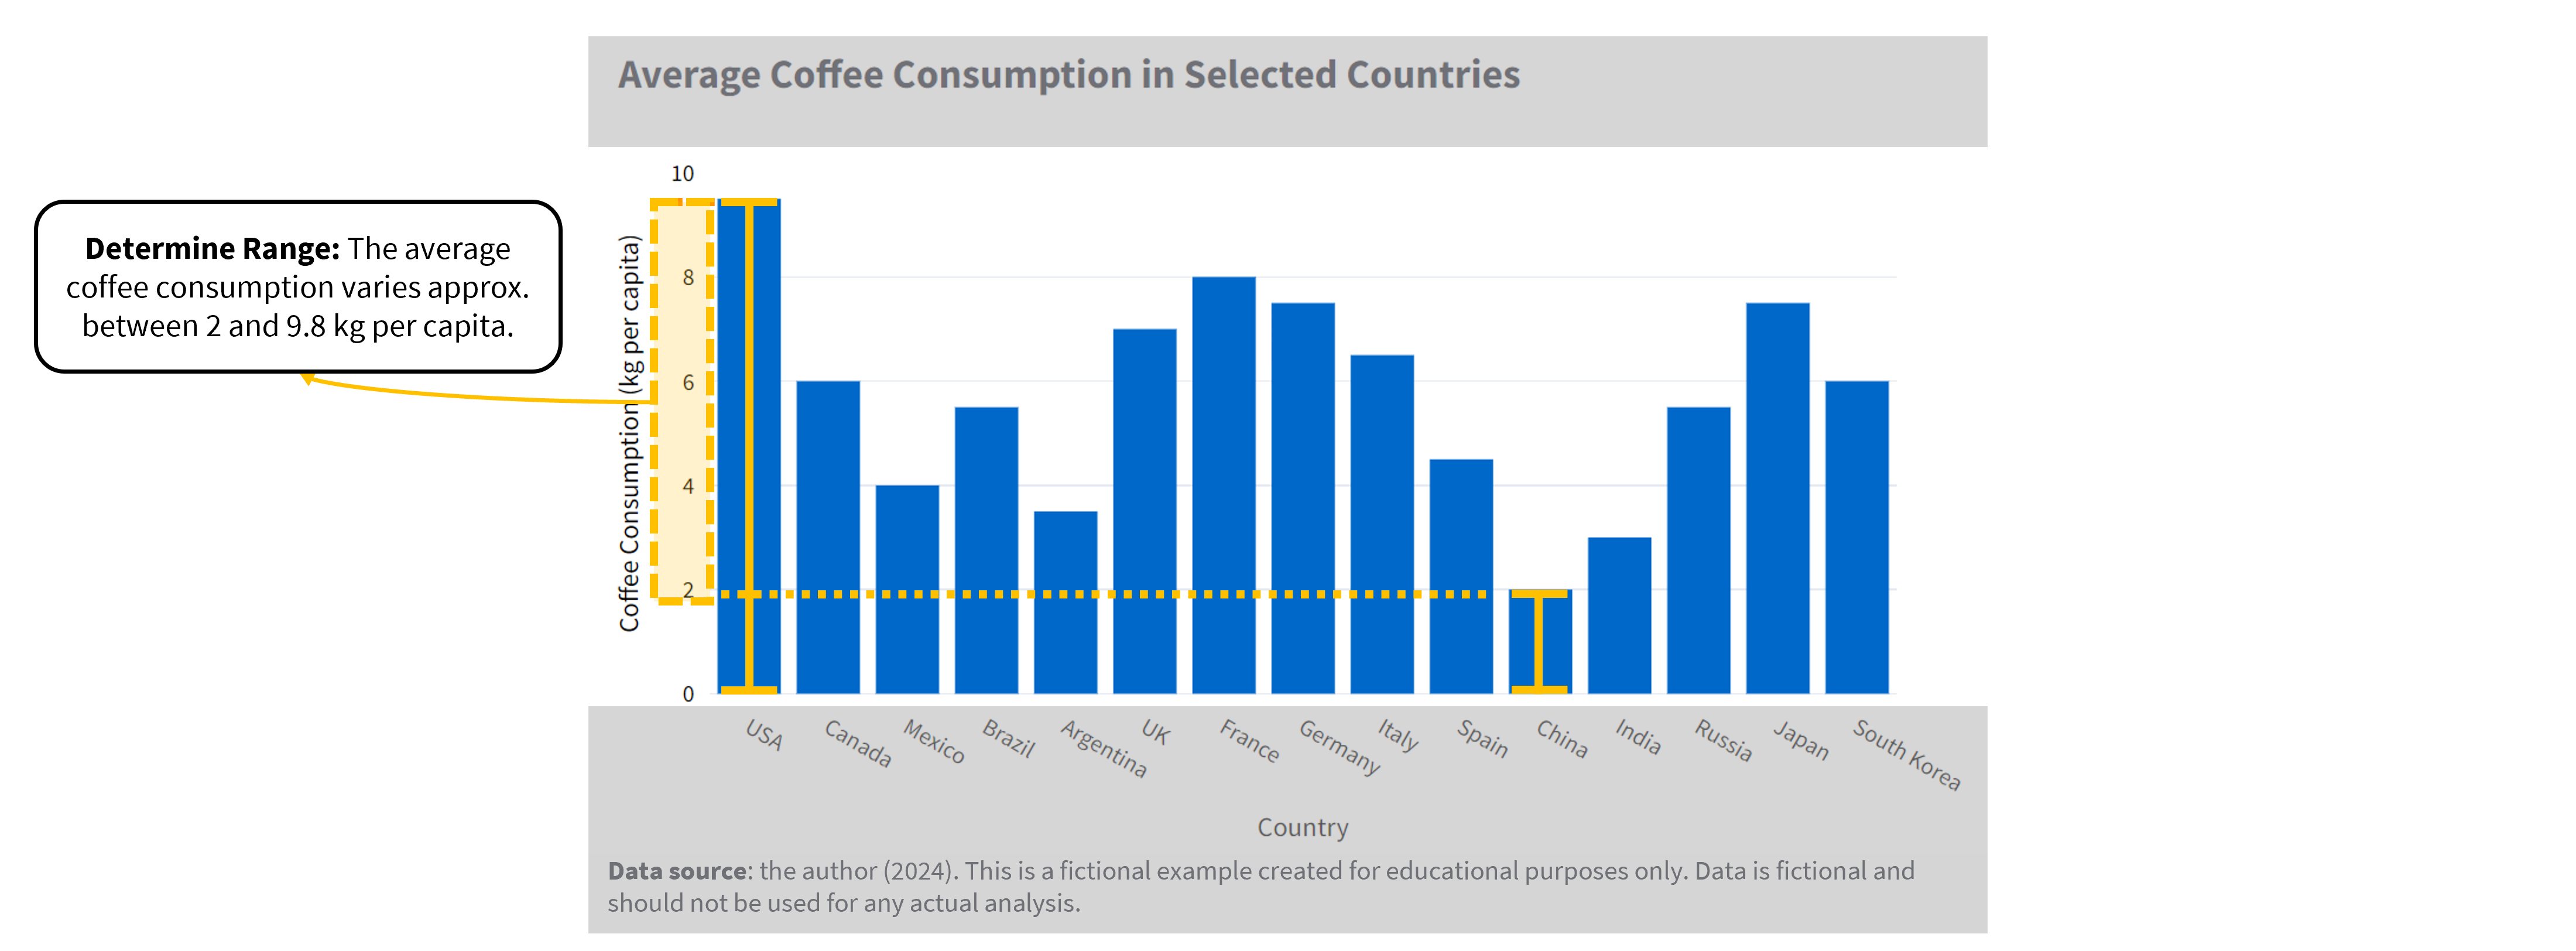 Average Coffee Consumption in Selected Countries
Determine Range: The average
coffee consumption varies approx.
between 2 and 9.8 kg per capita.
Coffee Consumption (kg per capita)
10
8
6
4
2
0
USA
Canada
Mexico
Brazil
Argentina
UK
France
Germany
Italy
Spain
China
India
Russia
Japan
South Korea
Country
Data source: the author (2024). This is a fictional example created for educational purposes only. Data is fictional and
should not be used for any actual analysis.